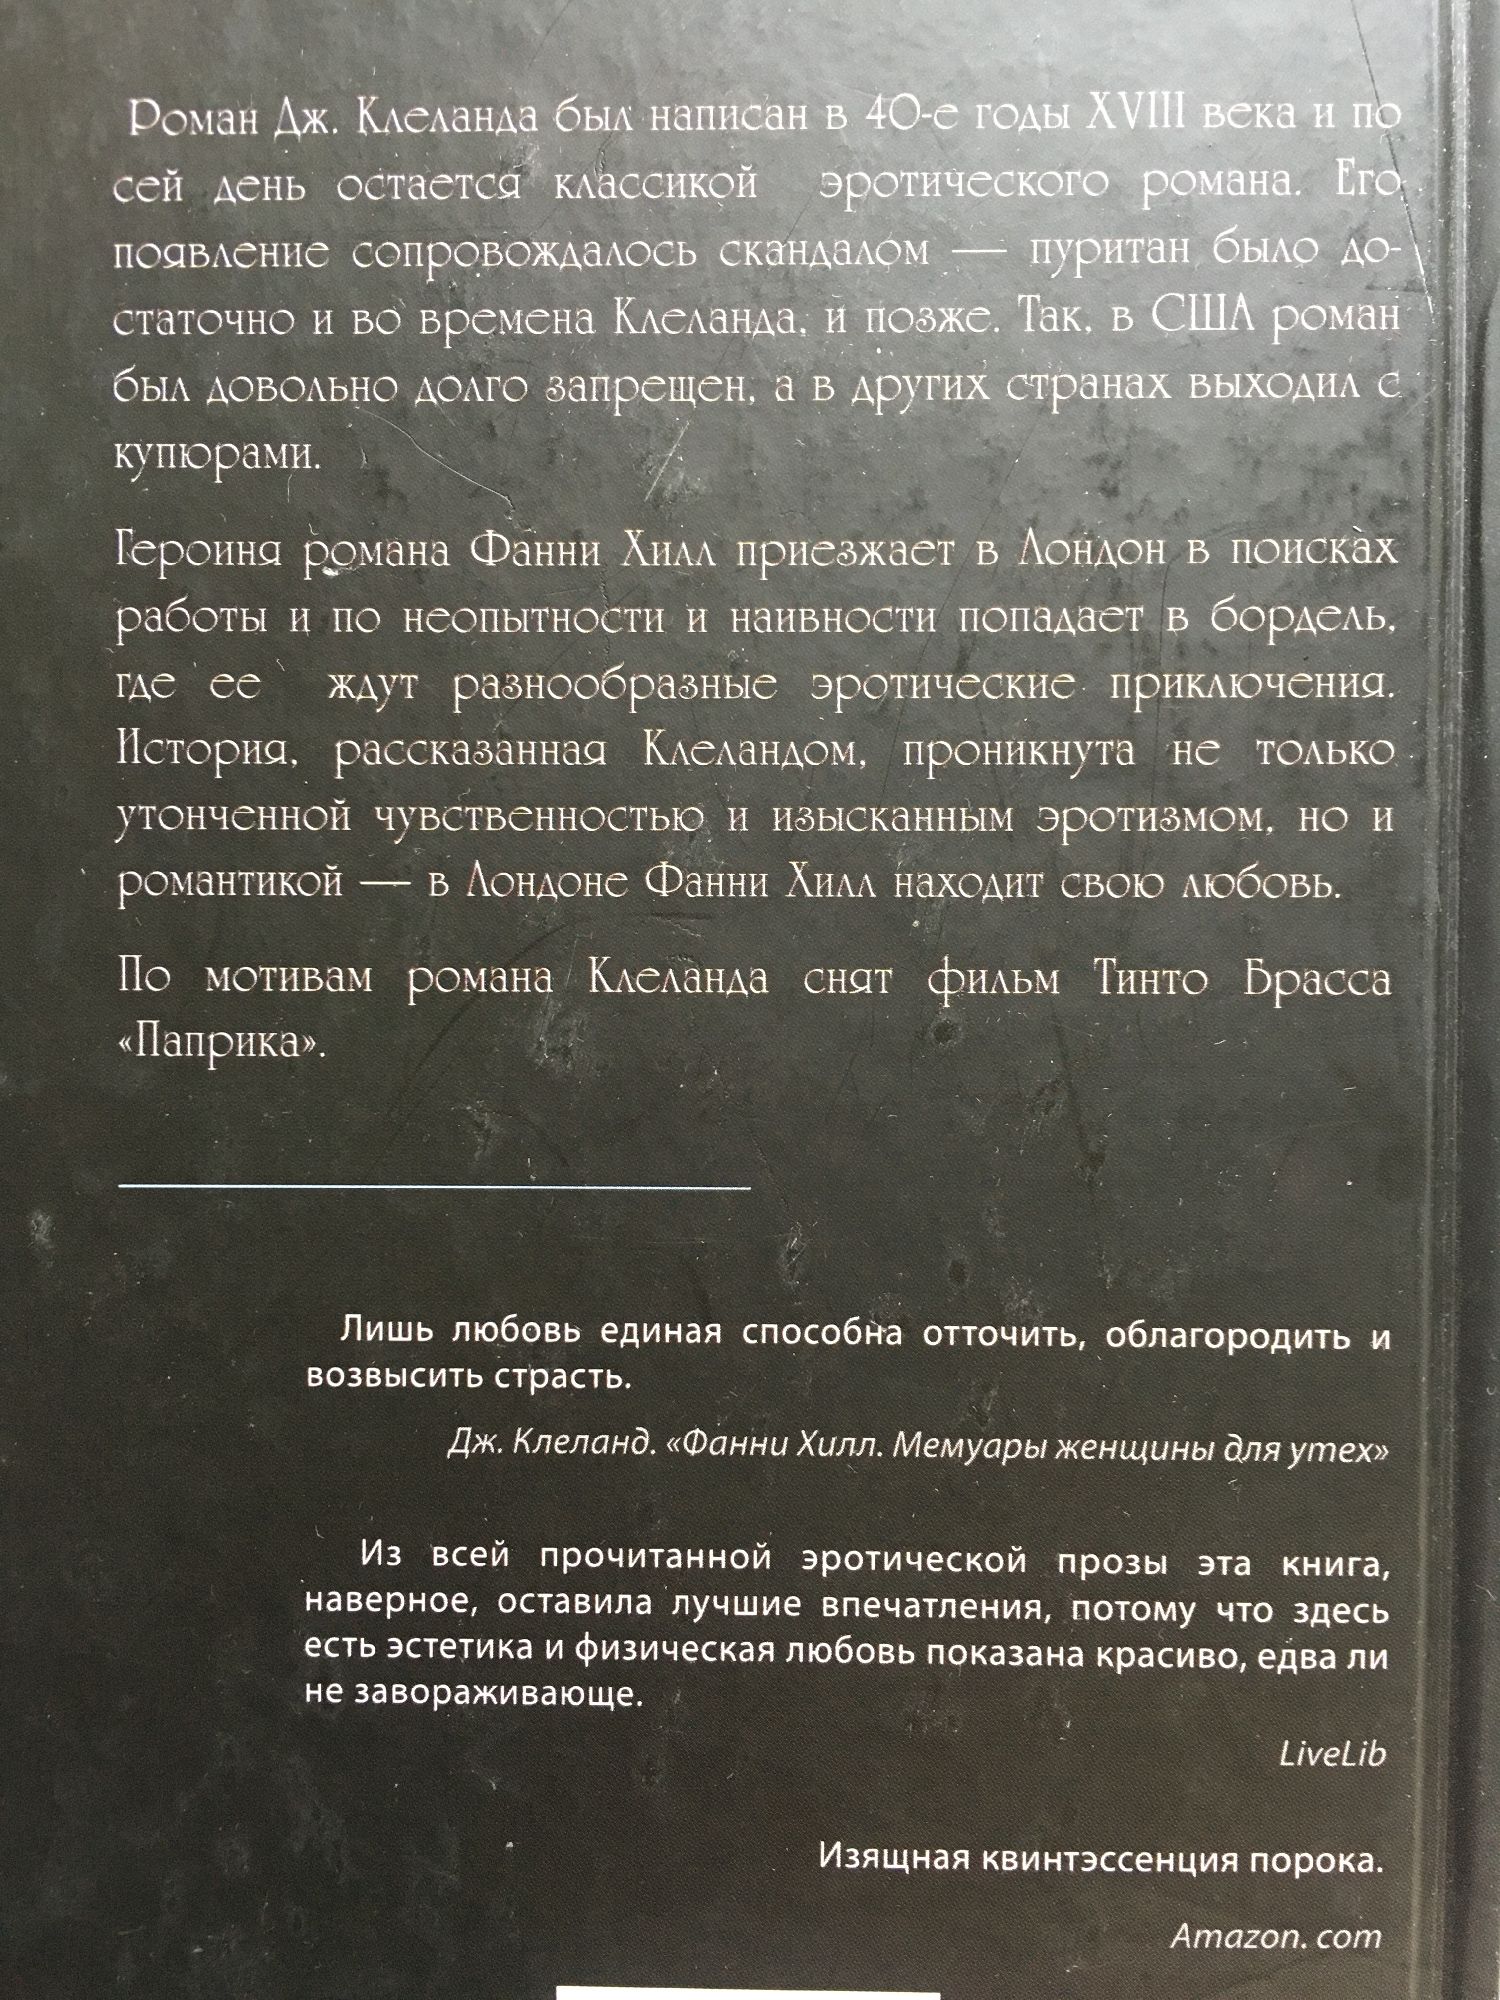 Роман Дж. Клеланда был написан в 40-е годы XVIII века и по
сей день остается классикой эротического романа. Его
появление сопровождалось скандалом — пуритан было до-
статочно и во времена Клеланда, и позже. Так, в США роман
был довольно долго запрещен, а в других странах выходил с
купюрами.
Героиня романа Фанни Хилл приезжает в Лондон в поисках
работы и по неопытности и наивности попадает в бордель,
где ее ждут разнообразные эротические приключения.
История, рассказанная Клеландом, проникнута не только
утонченной чувственностью и изысканным эротизмом, но и
романтикой — в Лондоне Фанни Хилл находит свою любовь.
По мотивам романа Клеланда снят фильм Тинто Брасса
«Паприка».
Лишь любовь единая способна отточить, облагородить и
возвысить страсть.
Дж. Клеланд. «Фанни Хилл. Мемуары женщины для утех»
Из всей прочитанной эротической прозы эта книга,
наверное, оставила лучшие впечатления, потому что здесь
есть эстетика и физическая любовь показана красиво, едва ли
не завораживающе.
LiveLib
Изящная квинтэссенция порока.
Amazon. com